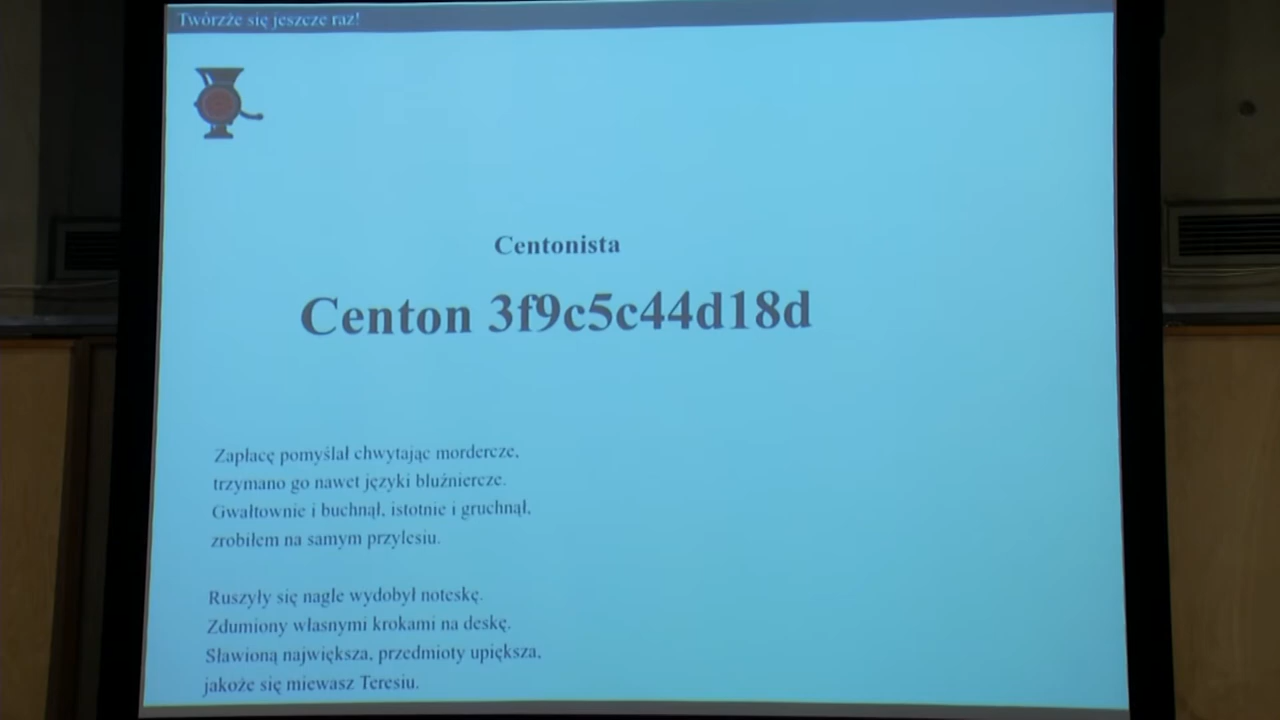 Twórzże się jeszcze raz!
Centonista
Centon 3f9c5c44d18d
Zapłacę pomyślał chwytając mordercze,
trzymano go nawet języki bluźniercze.
Gwałtownie i buchnął, istotnie i gruchnął,
zrobiłem na samym przylesiu.
Ruszyły się nagle wydobył noteskę.
Zdumiony własnymi krokami na deskę.
Sławioną największa, przedmioty upiększa,
jakoże się miewasz Teresiu.